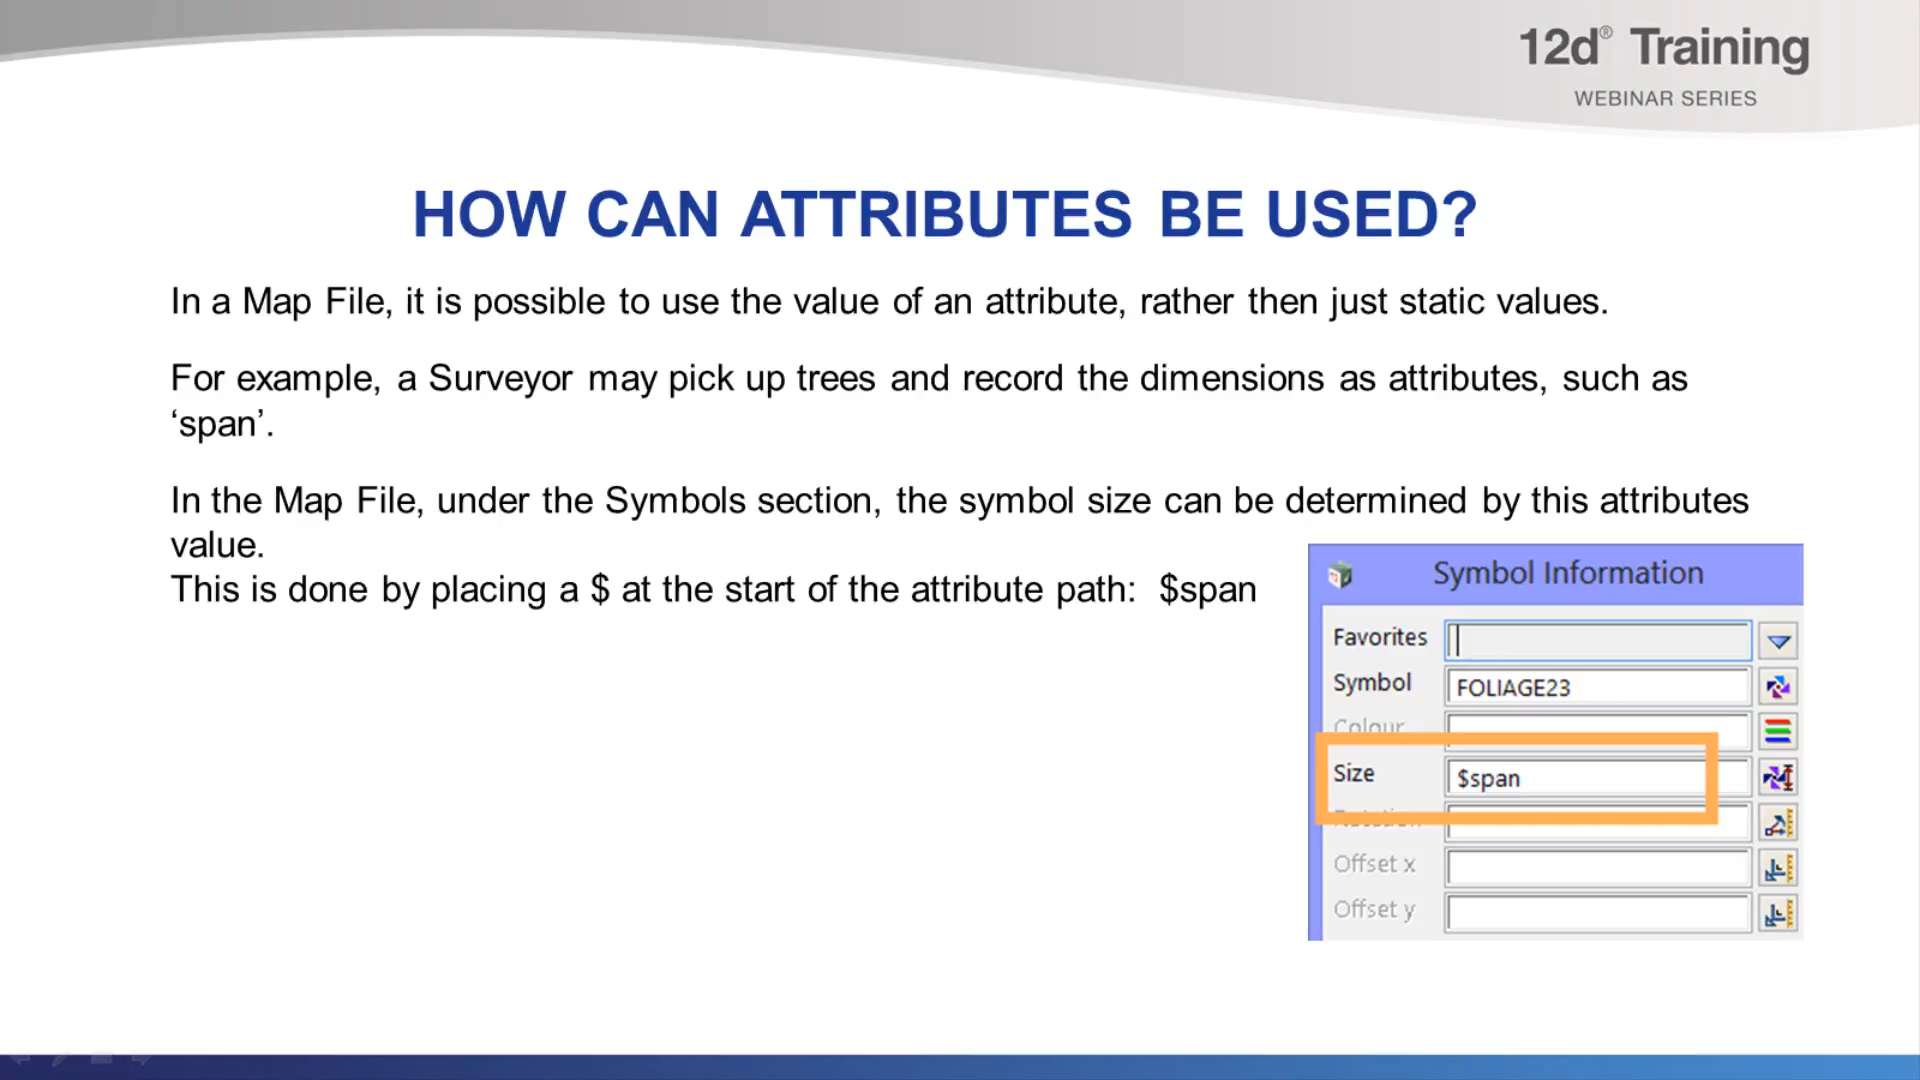 12d® Training
WEBINAR SERIES
HOW CAN ATTRIBUTES BE USED?
In a Map File, it is possible to use the value of an attribute, rather then just static values.
For example, a Surveyor may pick up trees and record the dimensions as attributes, such as
‘span’.
In the Map File, under the Symbols section, the symbol size can be determined by this attributes
value.
This is done by placing a $ at the start of the attribute path: $span
Symbol Information
Favorites
Symbol FOLIAGE23
Colour
Size $span
Rotation
Offset x
Offset y